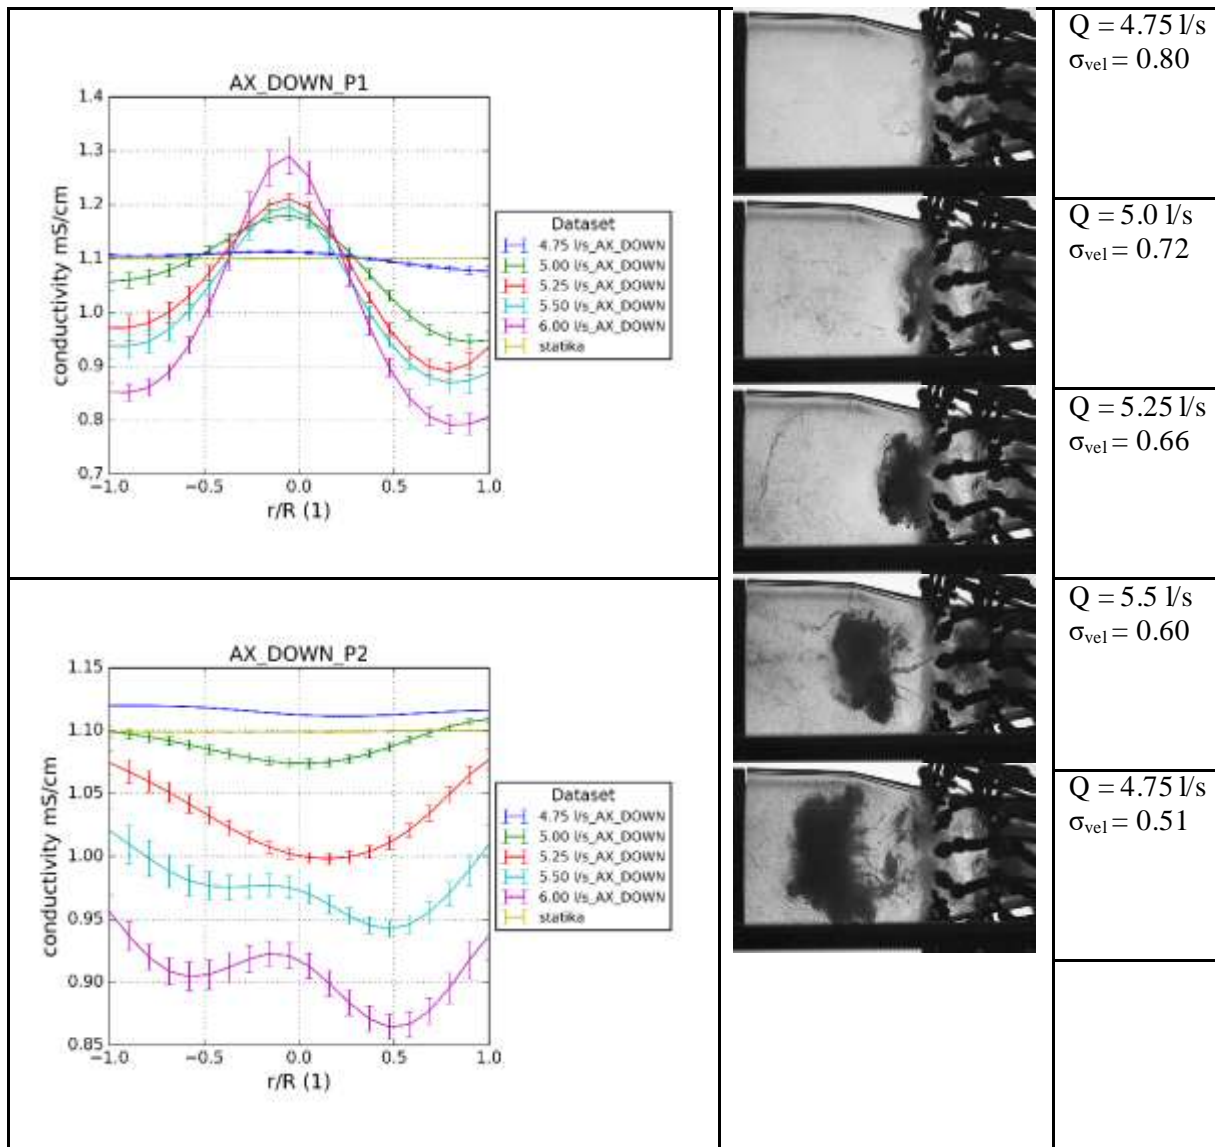 AX_DOWN_P1
1.4
1.3
1.2
1.1
1.0
0.9
0.8
0.7
conductivity mS/cm
−1.0 −0.5 0.0 0.5 1.0
r/R (1)
Dataset
4.75 l/s_AX_DOWN
5.00 l/s_AX_DOWN
5.25 l/s_AX_DOWN
5.50 l/s_AX_DOWN
6.00 l/s_AX_DOWN
statika
AX_DOWN_P2
1.15
1.10
1.05
1.00
0.95
0.90
0.85
conductivity mS/cm
−1.0 −0.5 0.0 0.5 1.0
r/R (1)
Dataset
4.75 l/s_AX_DOWN
5.00 l/s_AX_DOWN
5.25 l/s_AX_DOWN
5.50 l/s_AX_DOWN
6.00 l/s_AX_DOWN
statika
Q = 4.75 l/s
σvel = 0.80
Q = 5.0 l/s
σvel = 0.72
Q = 5.25 l/s
σvel = 0.66
Q = 5.5 l/s
σvel = 0.60
Q = 4.75 l/s
σvel = 0.51